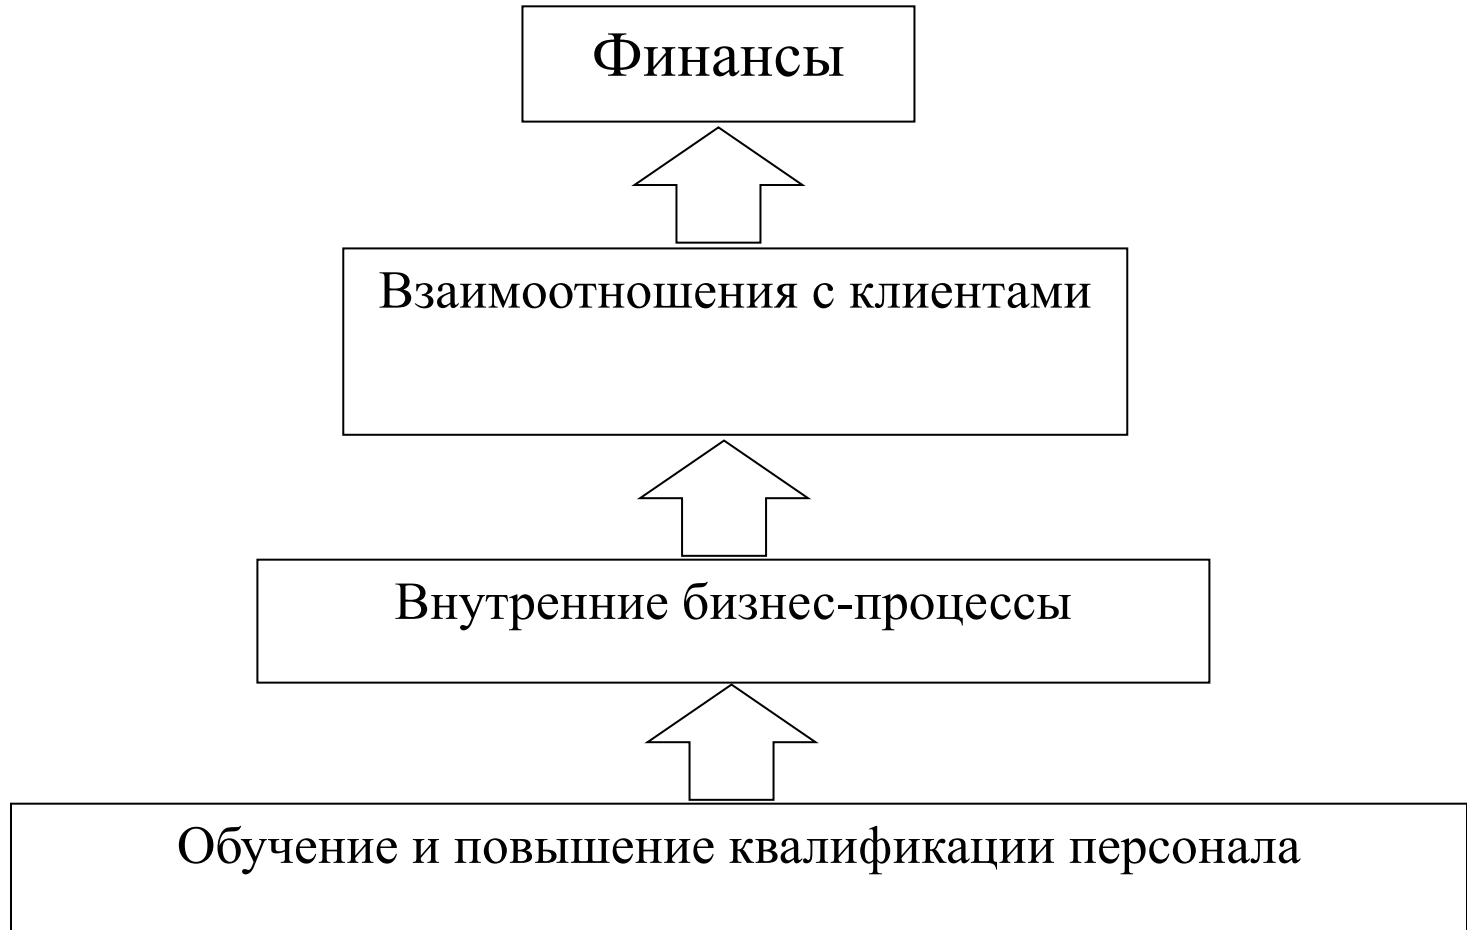 Финансы
Взаимоотношения с клиентами
Внутренние бизнес-процессы
Обучение и повышение квалификации персонала